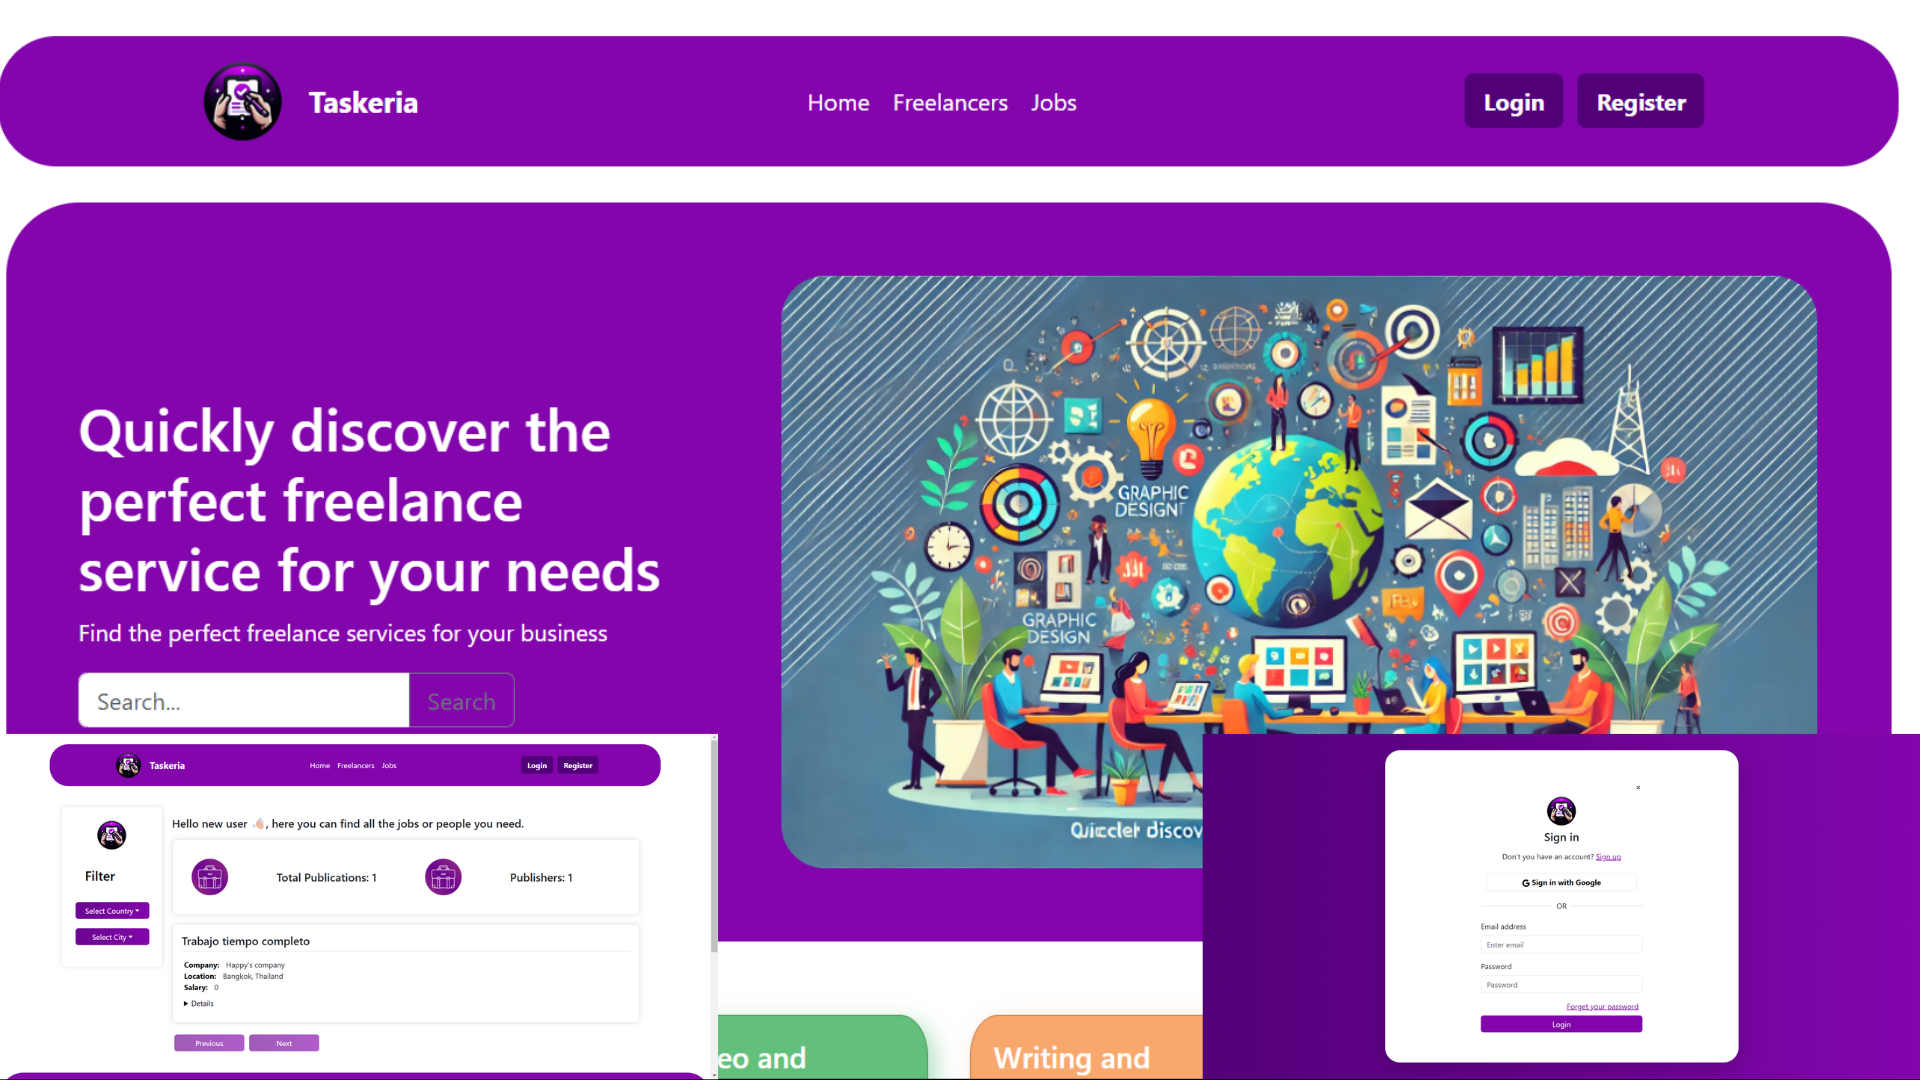 Taskeria
Home Freelancers Jobs
Login Register
Quickly discover the
perfect freelance
service for your needs
Find the perfect freelance services for your business
Search...
Search
GRAPHIC
DESIGNT
GRAPHIC
DESIGN
Taskeria
Home Freelancers Jobs
Login Register
Filter
Select Country
Select City
Hello new user 👋🏻, here you can find all the jobs or people you need.
Total Publications: 1
Publishers: 1
Trabajo tiempo completo
Company: Happy's company
Location: Bangkok, Thailand
Salary: 0
Details
Previous Next
eo and
Writing and
×
Sign in
Don't you have an account? Sign up
G Sign in with Google
OR
Email address
Enter email
Password
Password
Forget your password
Login